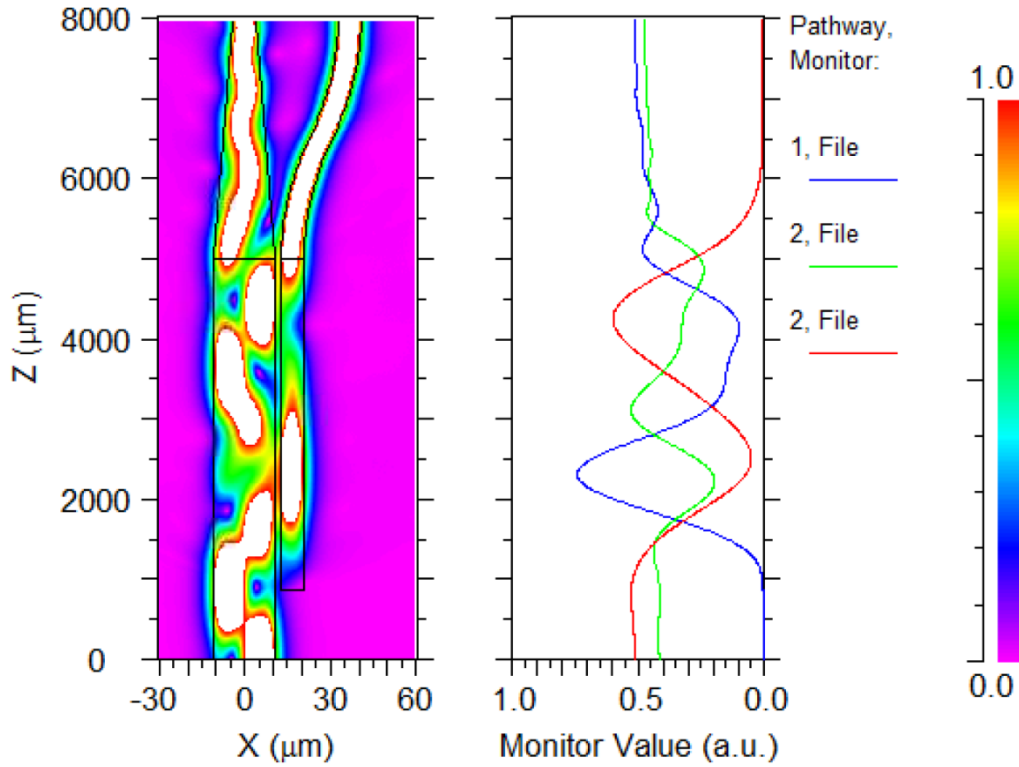 8000
6000
4000
2000
0
Z (μm)
-30 0 30 60
X (μm)
1.0 0.5 0.0
Monitor Value (a.u.)
Pathway,
Monitor:
1, File
2, File
2, File
1.0
0.0